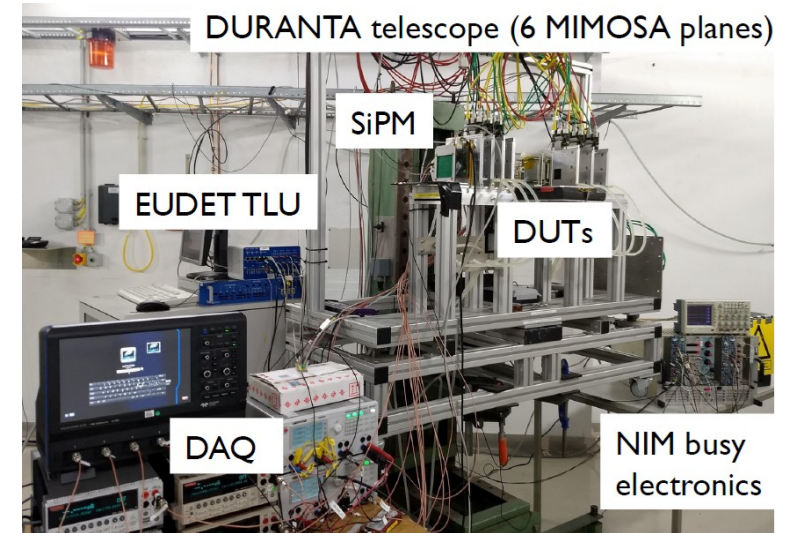 DURANTA telescope (6 MIMOSA planes)
SiPM
EUDET TLU
DUTs
DAQ
NIM busy
electronics